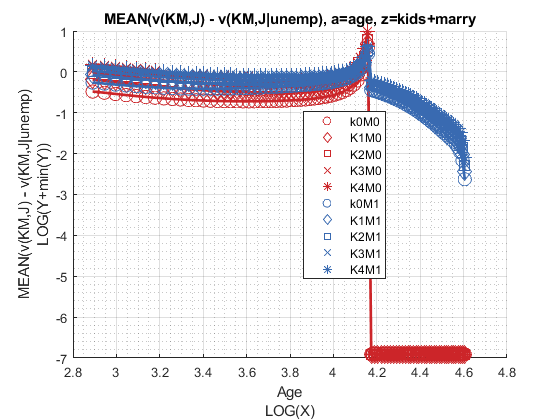 MEAN(v(KM,J) - v(KM,J|unemp), a=age, z=kids+marry
MEAN(v(KM,J) - v(KM,J|unemp)
LOG(Y+min(Y))
1
0
-1
-2
-3
-4
-5
-6
-7
k0M0
K1M0
K2M0
K3M0
K4M0
k0M1
K1M1
K2M1
K3M1
K4M1
2.8 3 3.2 3.4 3.6 3.8 4 4.2 4.4 4.6 4.8
Age
LOG(X)